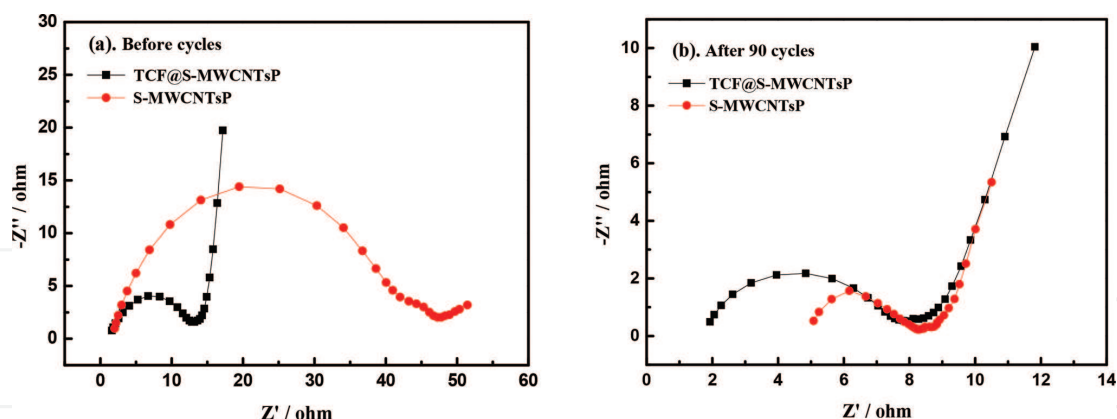 (a). Before cycles
TCF@S-MWCNTsP
S-MWCNTsP
30
25
20
15
10
5
0
-Z'' / ohm
0 10 20 30 40 50 60
Z' / ohm
(b). After 90 cycles
TCF@S-MWCNTsP
S-MWCNTsP
10
8
6
4
2
0
-Z'' / ohm
0 2 4 6 8 10 12 14
Z' / ohm